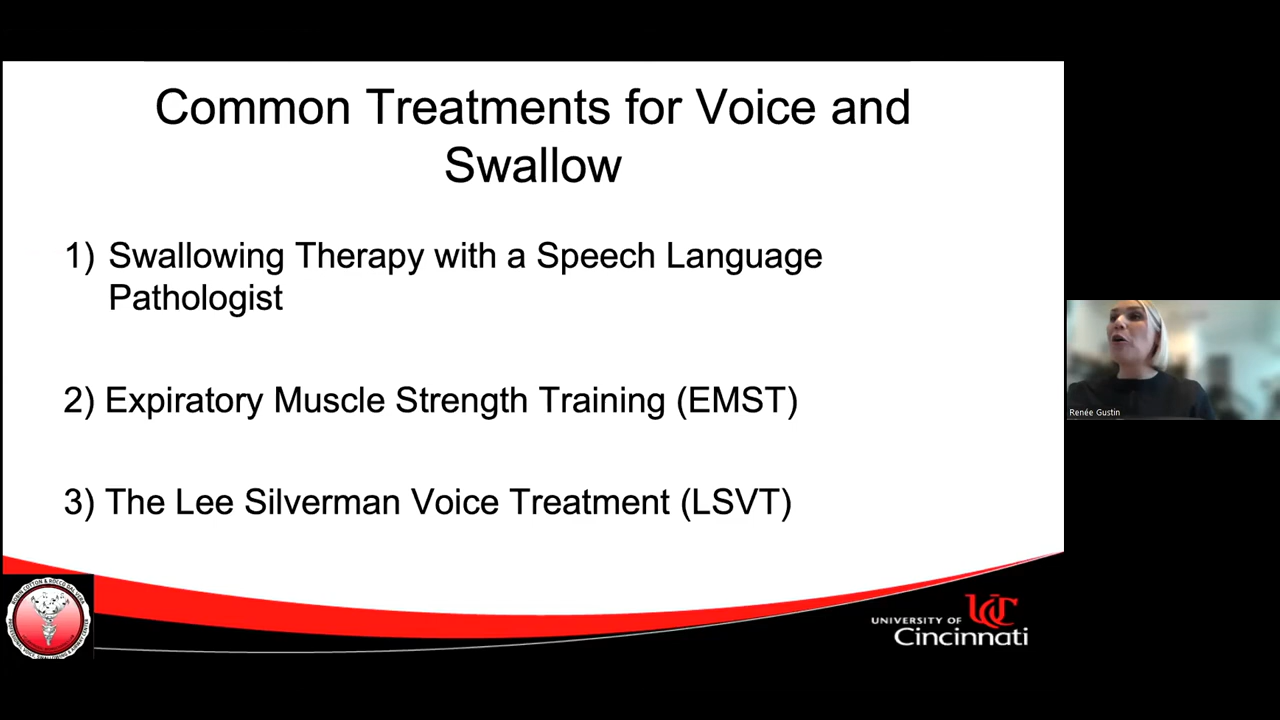 Common Treatments for Voice and
Swallow
1) Swallowing Therapy with a Speech Language
Pathologist
2) Expiratory Muscle Strength Training (EMST)
3) The Lee Silverman Voice Treatment (LSVT)
Renée Gustin
UNIVERSITY OF
Cincinnati